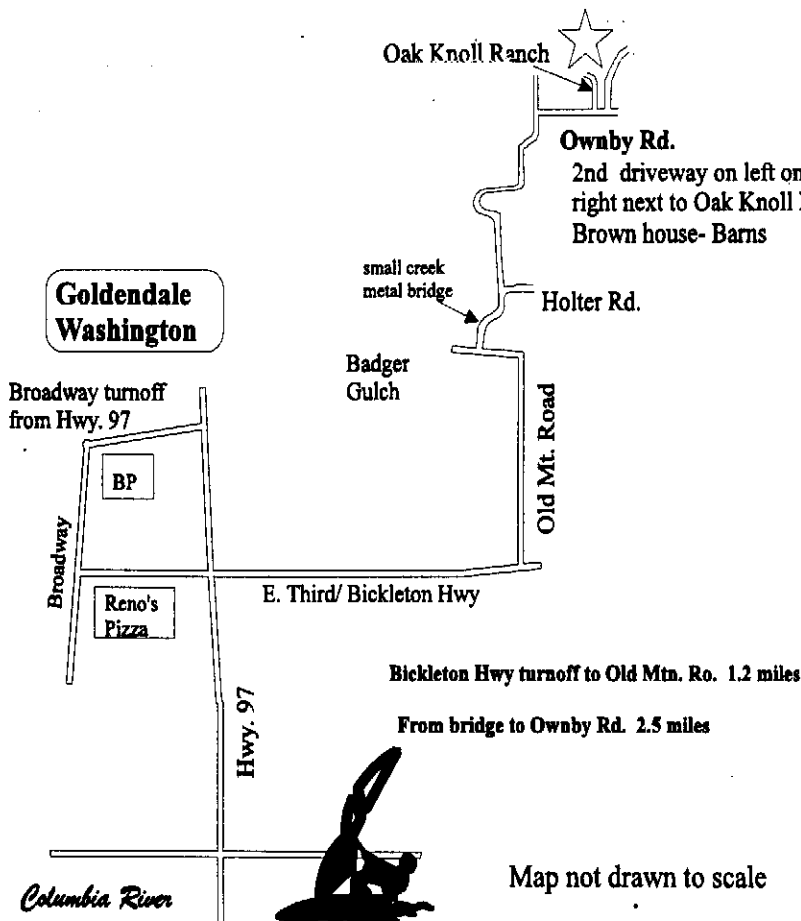 Oak Knoll Ranch
Ownby Rd.
2nd driveway on left on
right next to Oak Knoll
Brown house- Barns
small creek
metal bridge
Holter Rd.
Goldendale
Washington
Badger
Gulch
Broadway turnoff
from Hwy. 97
BP
Old Mt. Road
Broadway
E. Third/ Bickleton Hwy
Reno's
Pizza
Bickleton Hwy turnoff to Old Mtn. Ro. 1.2 miles
From bridge to Ownby Rd. 2.5 miles
Hwy. 97
Map not drawn to scale
Columbia River